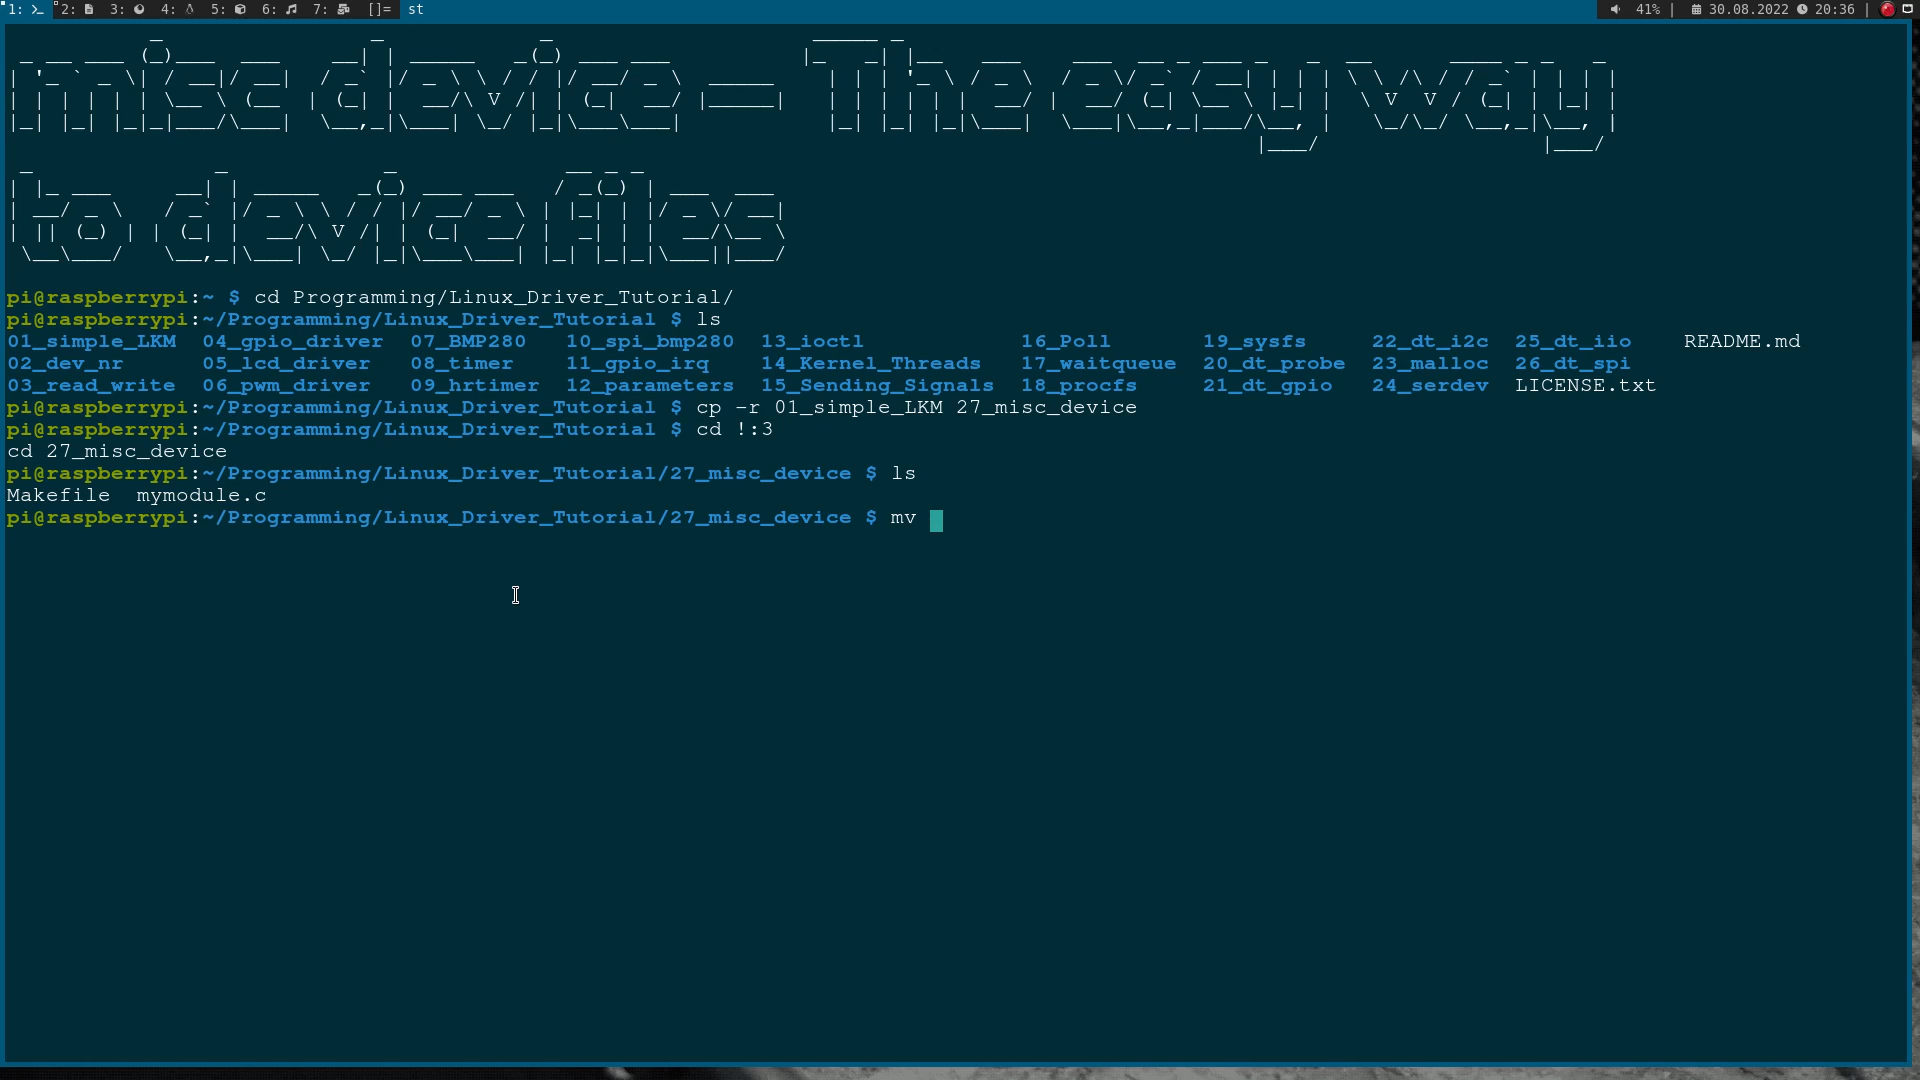 1: 2: 3: 4: 5: 6: 7: []= st 41% | 30.08.2022 20:36 |
misc device - The easy way
to device files
pi@raspberrypi:~ $ cd Programming/Linux_Driver_Tutorial/
pi@raspberrypi:~/Programming/Linux_Driver_Tutorial $ ls
01_simple_LKM 04_gpio_driver 07_BMP280 10_spi_bmp280 13_ioctl 16_Poll 19_sysfs 22_dt_i2c 25_dt_iio README.md
02_dev_nr 05_lcd_driver 08_timer 11_gpio_irq 14_Kernel_Threads 17_waitqueue 20_dt_probe 23_malloc 26_dt_spi
03_read_write 06_pwm_driver 09_hrtimer 12_parameters 15_Sending_Signals 18_procfs 21_dt_gpio 24_serdev LICENSE.txt
pi@raspberrypi:~/Programming/Linux_Driver_Tutorial $ cp -r 01_simple_LKM 27_misc_device
pi@raspberrypi:~/Programming/Linux_Driver_Tutorial $ cd !:3
cd 27_misc_device
pi@raspberrypi:~/Programming/Linux_Driver_Tutorial/27_misc_device $ ls
Makefile mymodule.c
pi@raspberrypi:~/Programming/Linux_Driver_Tutorial/27_misc_device $ mv